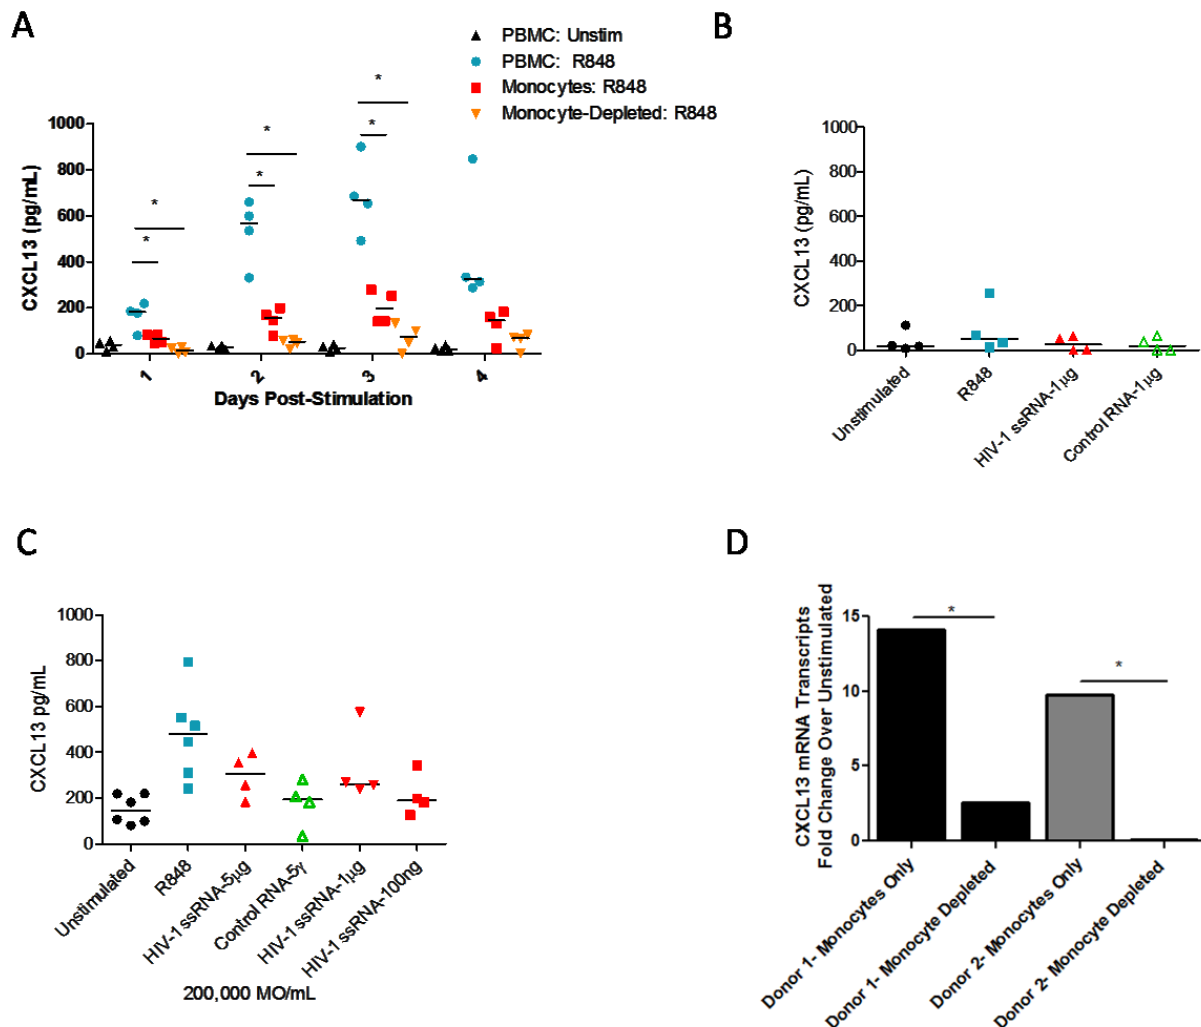 A
PBMC: Unstim
PBMC: R848
Monocytes: R848
Monocyte-Depleted: R848
*
*
*
*
*
*
1000
800
600
400
200
0
CXCL13 (pg/mL)
1
2
3
4
Days Post-Stimulation
B
1000
800
600
400
200
0
CXCL13 (pg/mL)
Unstimulated
R848
HIV-1 ssRNA-1µg
Control RNA-1µg
C
1000
800
600
400
200
0
CXCL13 pg/mL
Unstimulated
R848
HIV-1 ssRNA-5µg
Control RNA-5γ
HIV-1 ssRNA-1µg
HIV-1 ssRNA-100ng
200,000 MO/mL
D
CXCL13 mRNA Transcripts
Fold Change Over Unstimulated
15
10
5
0
*
*
Donor 1- Monocytes Only
Donor 1- Monocyte Depleted
Donor 2- Monocytes Only
Donor 2- Monocyte Depleted